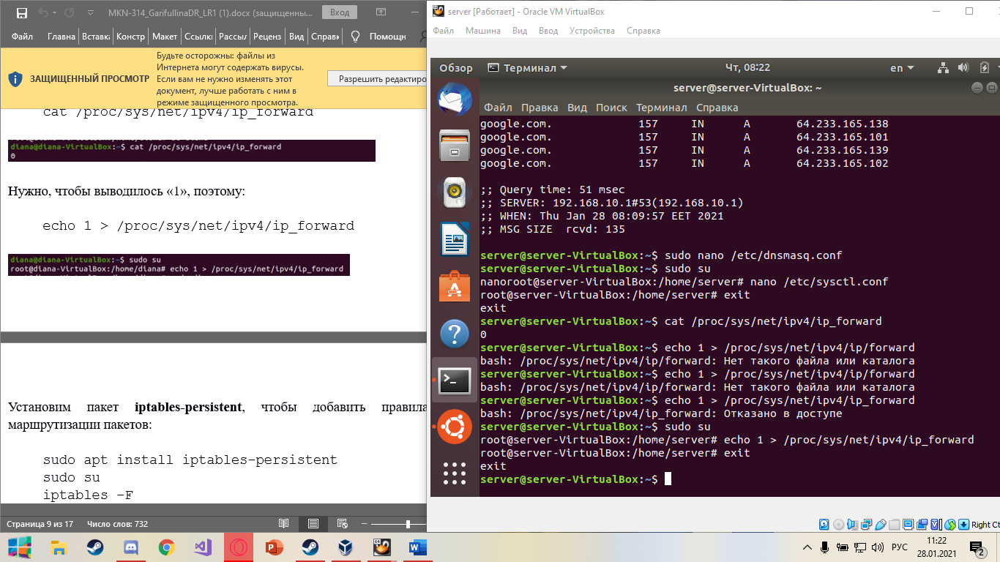 MKN-314_GarifullinaDR_LR1 (1).docx (защищенны...
Вход
Файл
Главна
Вставка
Констр
Макет
Ссылки
Рассыл
Реценз
Вид
Справк
Помощн
ЗАЩИЩЕННЫЙ ПРОСМОТР
Будьте осторожны: файлы из
Интернета могут содержать вирусы.
Если вам не нужно изменять этот
документ, лучше работать с ним в
режиме защищенного просмотра.
Разрешить редактиро
cat /proc/sys/net/ipv4/ip_forward
diana@diana-VirtualBox:~$ cat /proc/sys/net/ipv4/ip_forward
0
Нужно, чтобы выводилось «1», поэтому:
echo 1 > /proc/sys/net/ipv4/ip_forward
diana@diana-VirtualBox:~$ sudo su
root@diana-VirtualBox:/home/diana# echo 1 > /proc/sys/net/ipv4/ip_forward
Установим пакет iptables-persistent, чтобы добавить правила
маршрутизации пакетов:
sudo apt install iptables-persistent
sudo su
iptables -F
Страница 9 из 17
Число слов: 732
server [Работает] - Oracle VM VirtualBox
Файл Машина Вид Ввод Устройства Справка
Обзор
Терминал
Чт, 08:22
en
server@server-VirtualBox: ~
Файл Правка Вид Поиск Терминал Справка
google.com. 157 IN A 64.233.165.138
google.com. 157 IN A 64.233.165.101
google.com. 157 IN A 64.233.165.139
google.com. 157 IN A 64.233.165.102
;; Query time: 51 msec
;; SERVER: 192.168.10.1#53(192.168.10.1)
;; WHEN: Thu Jan 28 08:09:57 EET 2021
;; MSG SIZE rcvd: 135
server@server-VirtualBox:~$ sudo nano /etc/dnsmasq.conf
server@server-VirtualBox:~$ sudo su
nanoroot@server-VirtualBox:/home/server# nano /etc/sysctl.conf
root@server-VirtualBox:/home/server# exit
exit
server@server-VirtualBox:~$ cat /proc/sys/net/ipv4/ip_forward
0
server@server-VirtualBox:~$ echo 1 > /proc/sys/net/ipv4/ip/forward
bash: /proc/sys/net/ipv4/ip/forward: Нет такого файла или каталога
server@server-VirtualBox:~$ echo 1 > /proc/sys/net/ipv4/ip/forward
bash: /proc/sys/net/ipv4/ip/forward: Нет такого файла или каталога
server@server-VirtualBox:~$ echo 1 > /proc/sys/net/ipv4/ip_forward
bash: /proc/sys/net/ipv4/ip_forward: Отказано в доступе
server@server-VirtualBox:~$ sudo su
root@server-VirtualBox:/home/server# echo 1 > /proc/sys/net/ipv4/ip_forward
root@server-VirtualBox:/home/server# exit
exit
server@server-VirtualBox:~$
Right Ct
РУС
11:22
28.01.2021
2